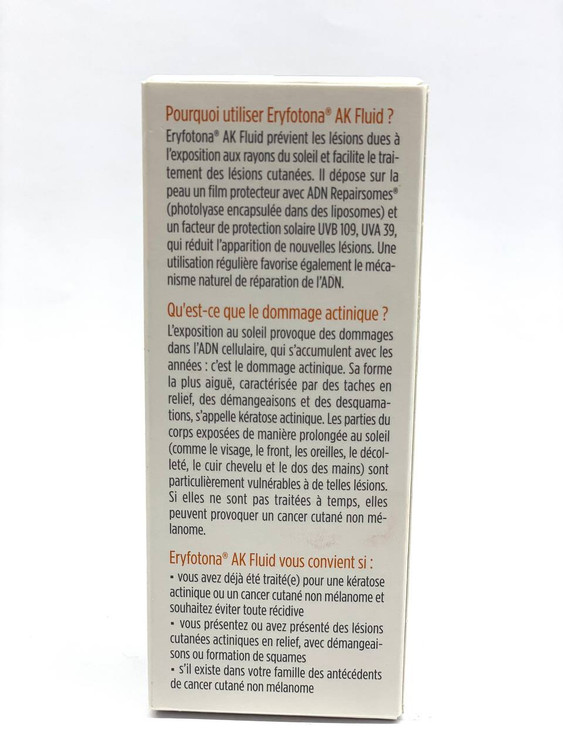 Pourquoi utiliser Eryfotona® AK Fluid ?
Eryfotona® AK Fluid prévient les lésions dues à
l'exposition aux rayons du soleil et facilite le trai-
tement des lésions cutanées. Il dépose sur la
peau un film protecteur avec ADN Repairsomes®
(photolyase encapsulée dans des liposomes) et
un facteur de protection solaire UVB 109, UVA 39,
qui réduit l'apparition de nouvelles lésions. Une
utilisation régulière favorise également le méca-
nisme naturel de réparation de l'ADN.
Qu'est-ce que le dommage actinique ?
L'exposition au soleil provoque des dommages
dans l'ADN cellulaire, qui s'accumulent avec les
années : c'est le dommage actinique. Sa forme
la plus aiguë, caractérisée par des taches en
relief, des démangeaisons et des desquama-
tions, s'appelle kératose actinique. Les parties du
corps exposées de manière prolongée au soleil
(comme le visage, le front, les oreilles, le décol-
leté, le cuir chevelu et le dos des mains) sont
particulièrement vulnérables à de telles lésions.
Si elles ne sont pas traitées à temps, elles
peuvent provoquer un cancer cutané non mé-
lanome.
Eryfotona® AK Fluid vous convient si :
• vous avez déjà été traité(e) pour une kératose
actinique ou un cancer cutané non mélanome et
souhaitez éviter toute récidive
• vous présentez ou avez présenté des lésions
cutanées actiniques en relief, avec démangeai-
sons ou formation de squames
• s'il existe dans votre famille des antécédents
de cancer cutané non mélanome